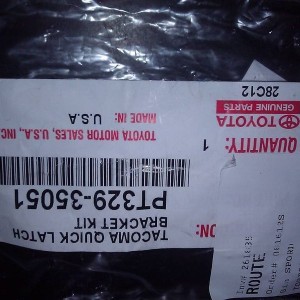 TACOMA QUICK LATCH
BRACKET KIT
ION:
PT329-35051
QUANTITY: 1
TOYOTA MOTOR SALES, U.S.A., INC.
MADE IN: U.S.A
TOYOTA
GENUINE PARTS
28C12
ROUTE